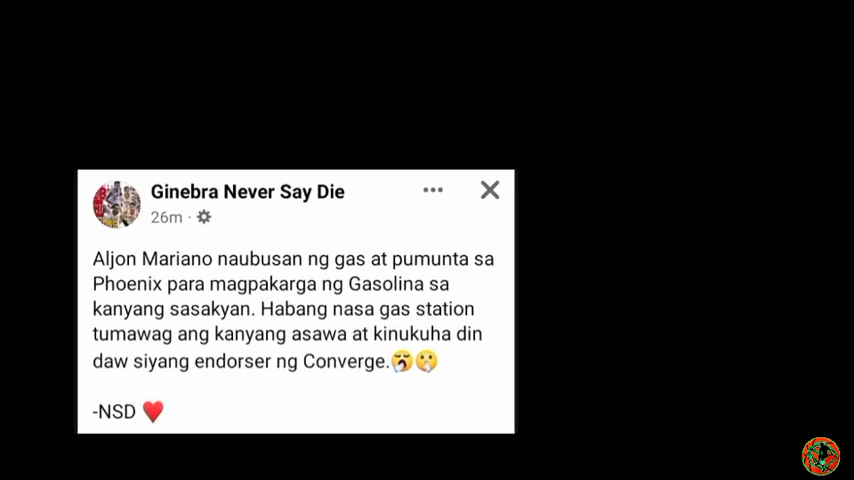 Ginebra Never Say Die
26m ·
Aljon Mariano naubusan ng gas at pumunta sa
Phoenix para magpakarga ng Gasolina sa
kanyang sasakyan. Habang nasa gas station
tumawag ang kanyang asawa at kinukuha din
daw siyang endorser ng Converge.🥱🤫
-NSD ❤️